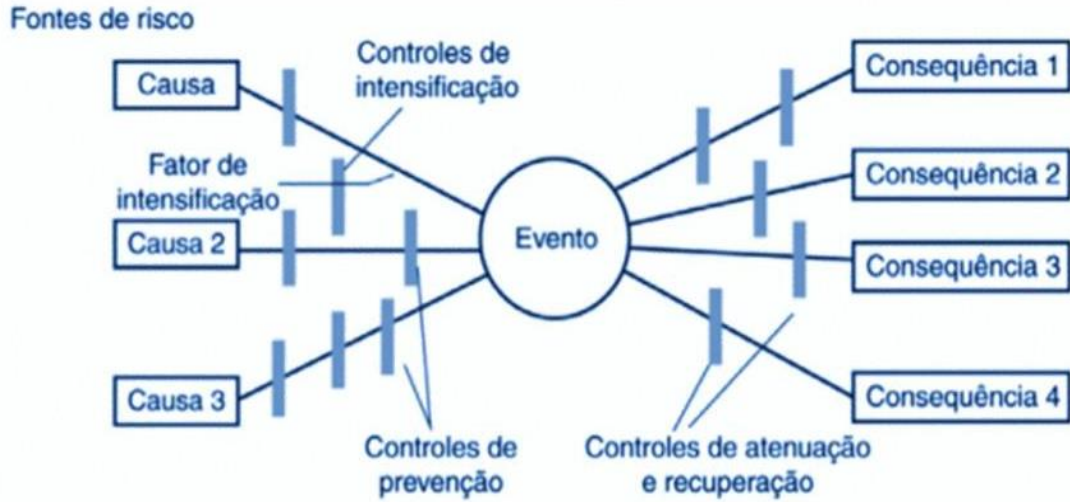 Fontes de risco
Causa
Controles de
intensificação
Fator de
intensificação
Causa 2
Causa 3
Evento
Controles de
prevenção
Controles de atenuação
e recuperação
Consequência 1
Consequência 2
Consequência 3
Consequência 4